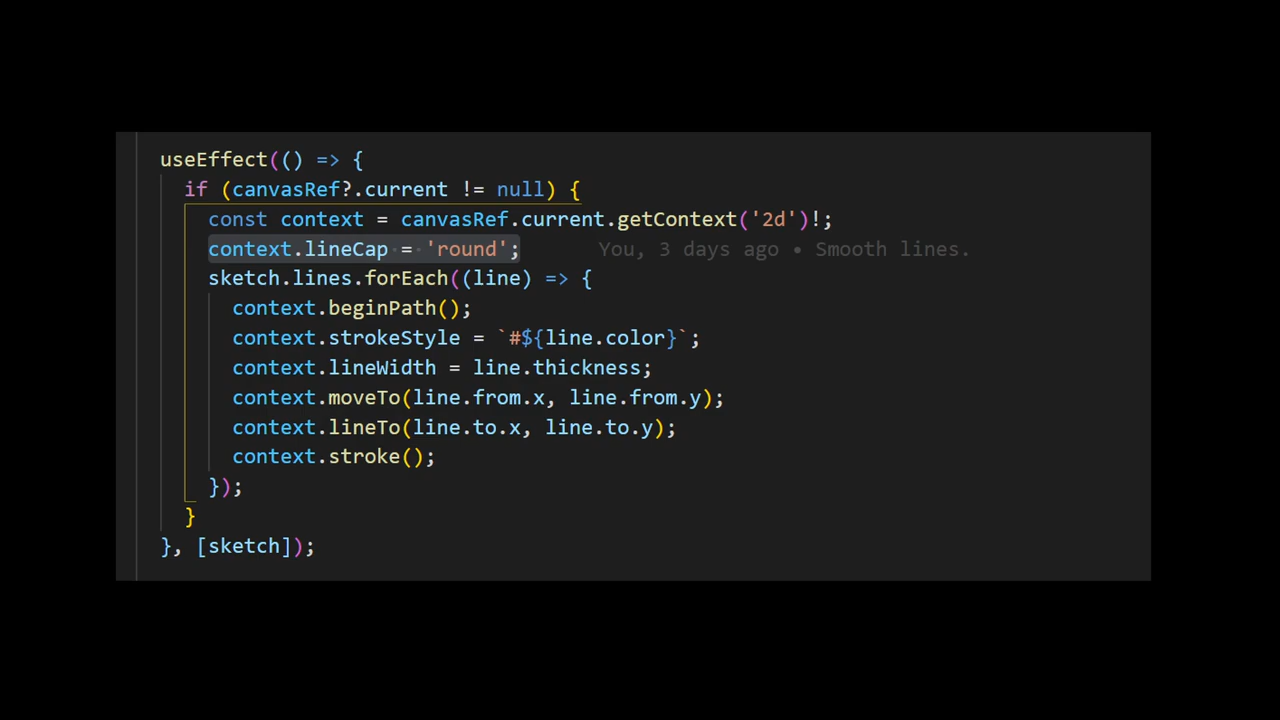 useEffect(() => {
if (canvasRef?.current != null) {
const context = canvasRef.current.getContext('2d')!;
context.lineCap = 'round'; You, 3 days ago • Smooth lines.
sketch.lines.forEach((line) => {
context.beginPath();
context.strokeStyle = `#${line.color}`;
context.lineWidth = line.thickness;
context.moveTo(line.from.x, line.from.y);
context.lineTo(line.to.x, line.to.y);
context.stroke();
});
}
}, [sketch]);